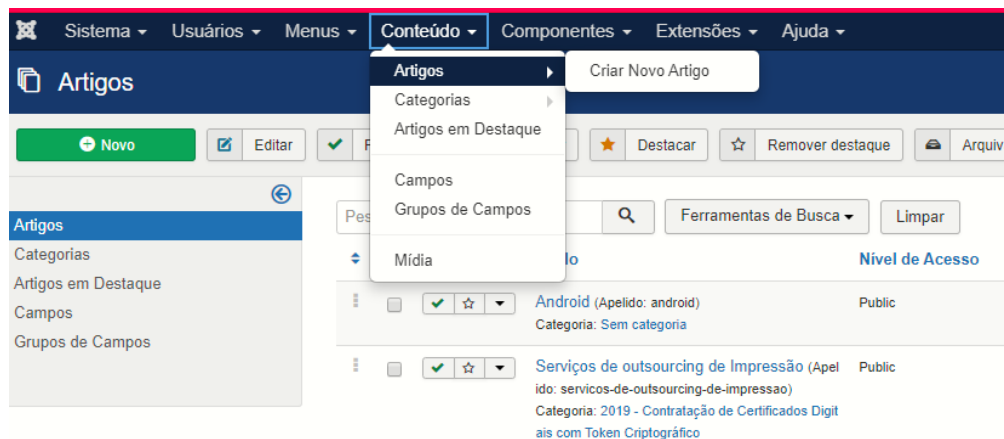 Sistema Usuários Menus Conteúdo Componentes Extensões Ajuda
Artigos
Artigos
Criar Novo Artigo
Categorias
Artigos em Destaque
Campos
Grupos de Campos
Mídia
Novo Editar Destacar Remover destaque Arquiv
Artigos
Categorias
Artigos em Destaque
Campos
Grupos de Campos
Pes Ferramentas de Busca Limpar
lo Nível de Acesso
Android (Apelido: android) Public
Categoria: Sem categoria
Serviços de outsourcing de Impressão (Apel Public
ido: servicos-de-outsourcing-de-impressao)
Categoria: 2019 - Contratação de Certificados Digit
ais com Token Criptográfico